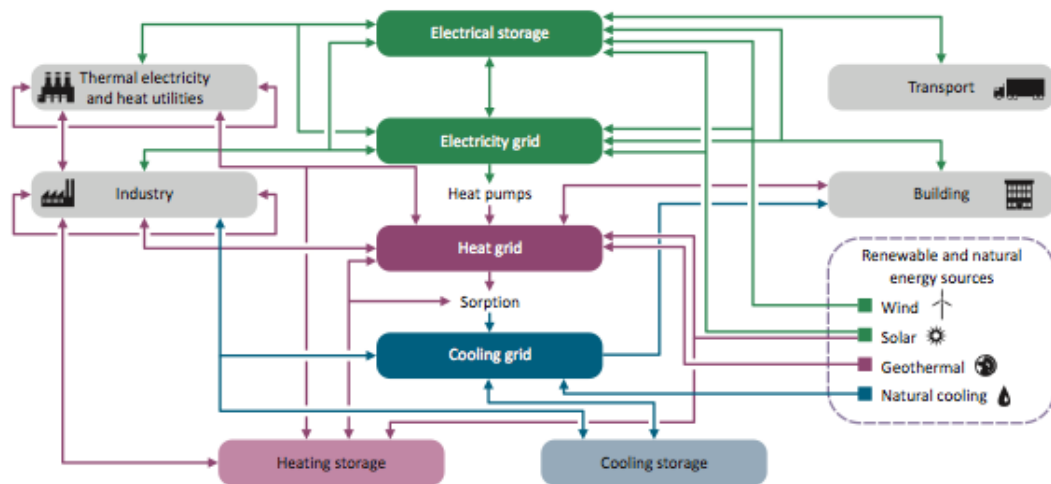 Electrical storage
Thermal electricity
and heat utilities
Transport
Electricity grid
Heat pumps
Industry
Building
Heat grid
Renewable and natural
energy sources
Sorption
Wind
Solar
Cooling grid
Geothermal
Natural cooling
Heating storage
Cooling storage